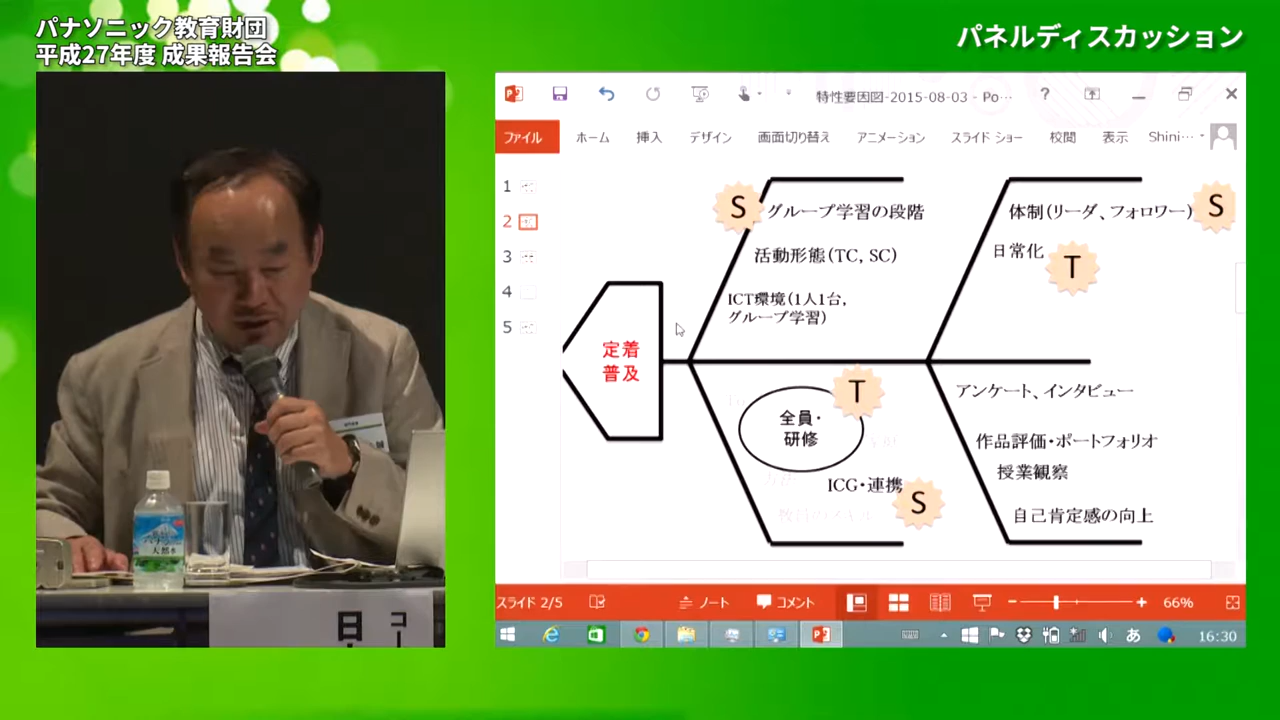 パナソニック教育財団
平成27年度 成果報告会
パネルディスカッション
特性要因図-2015-08-03 - Po…
?
ファイル
ホーム
挿入
デザイン
画面切り替え
アニメーション
スライド ショー
校閲
表示
Shini…
1
2
3
4
5
S
グループ学習の段階
活動形態(TC, SC)
ICT環境(1人1台,
グループ学習)
体制(リーダ、フォロワー)
S
日常化
T
定着
普及
T
全員・
研修
ICG・連携
S
アンケート、インタビュー
作品評価・ポートフォリオ
授業観察
自己肯定感の向上
スライド 2/5
ノート
コメント
66%
あ
16:30
大都水
コー